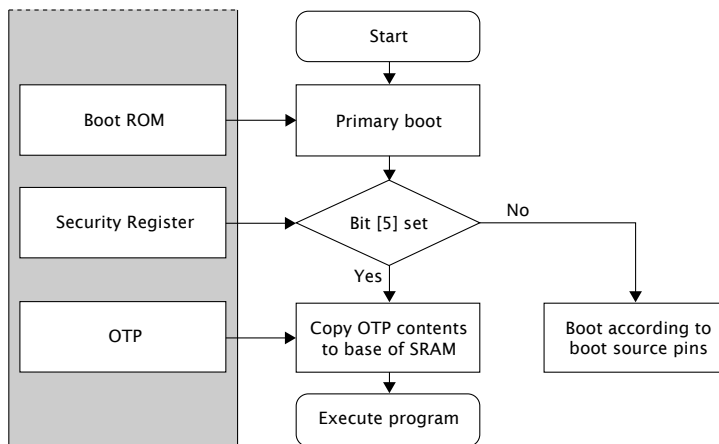 Start
Boot ROM
Primary boot
Security Register
Bit [5] set
No
Yes
OTP
Copy OTP contents
to base of SRAM
Boot according to
boot source pins
Execute program